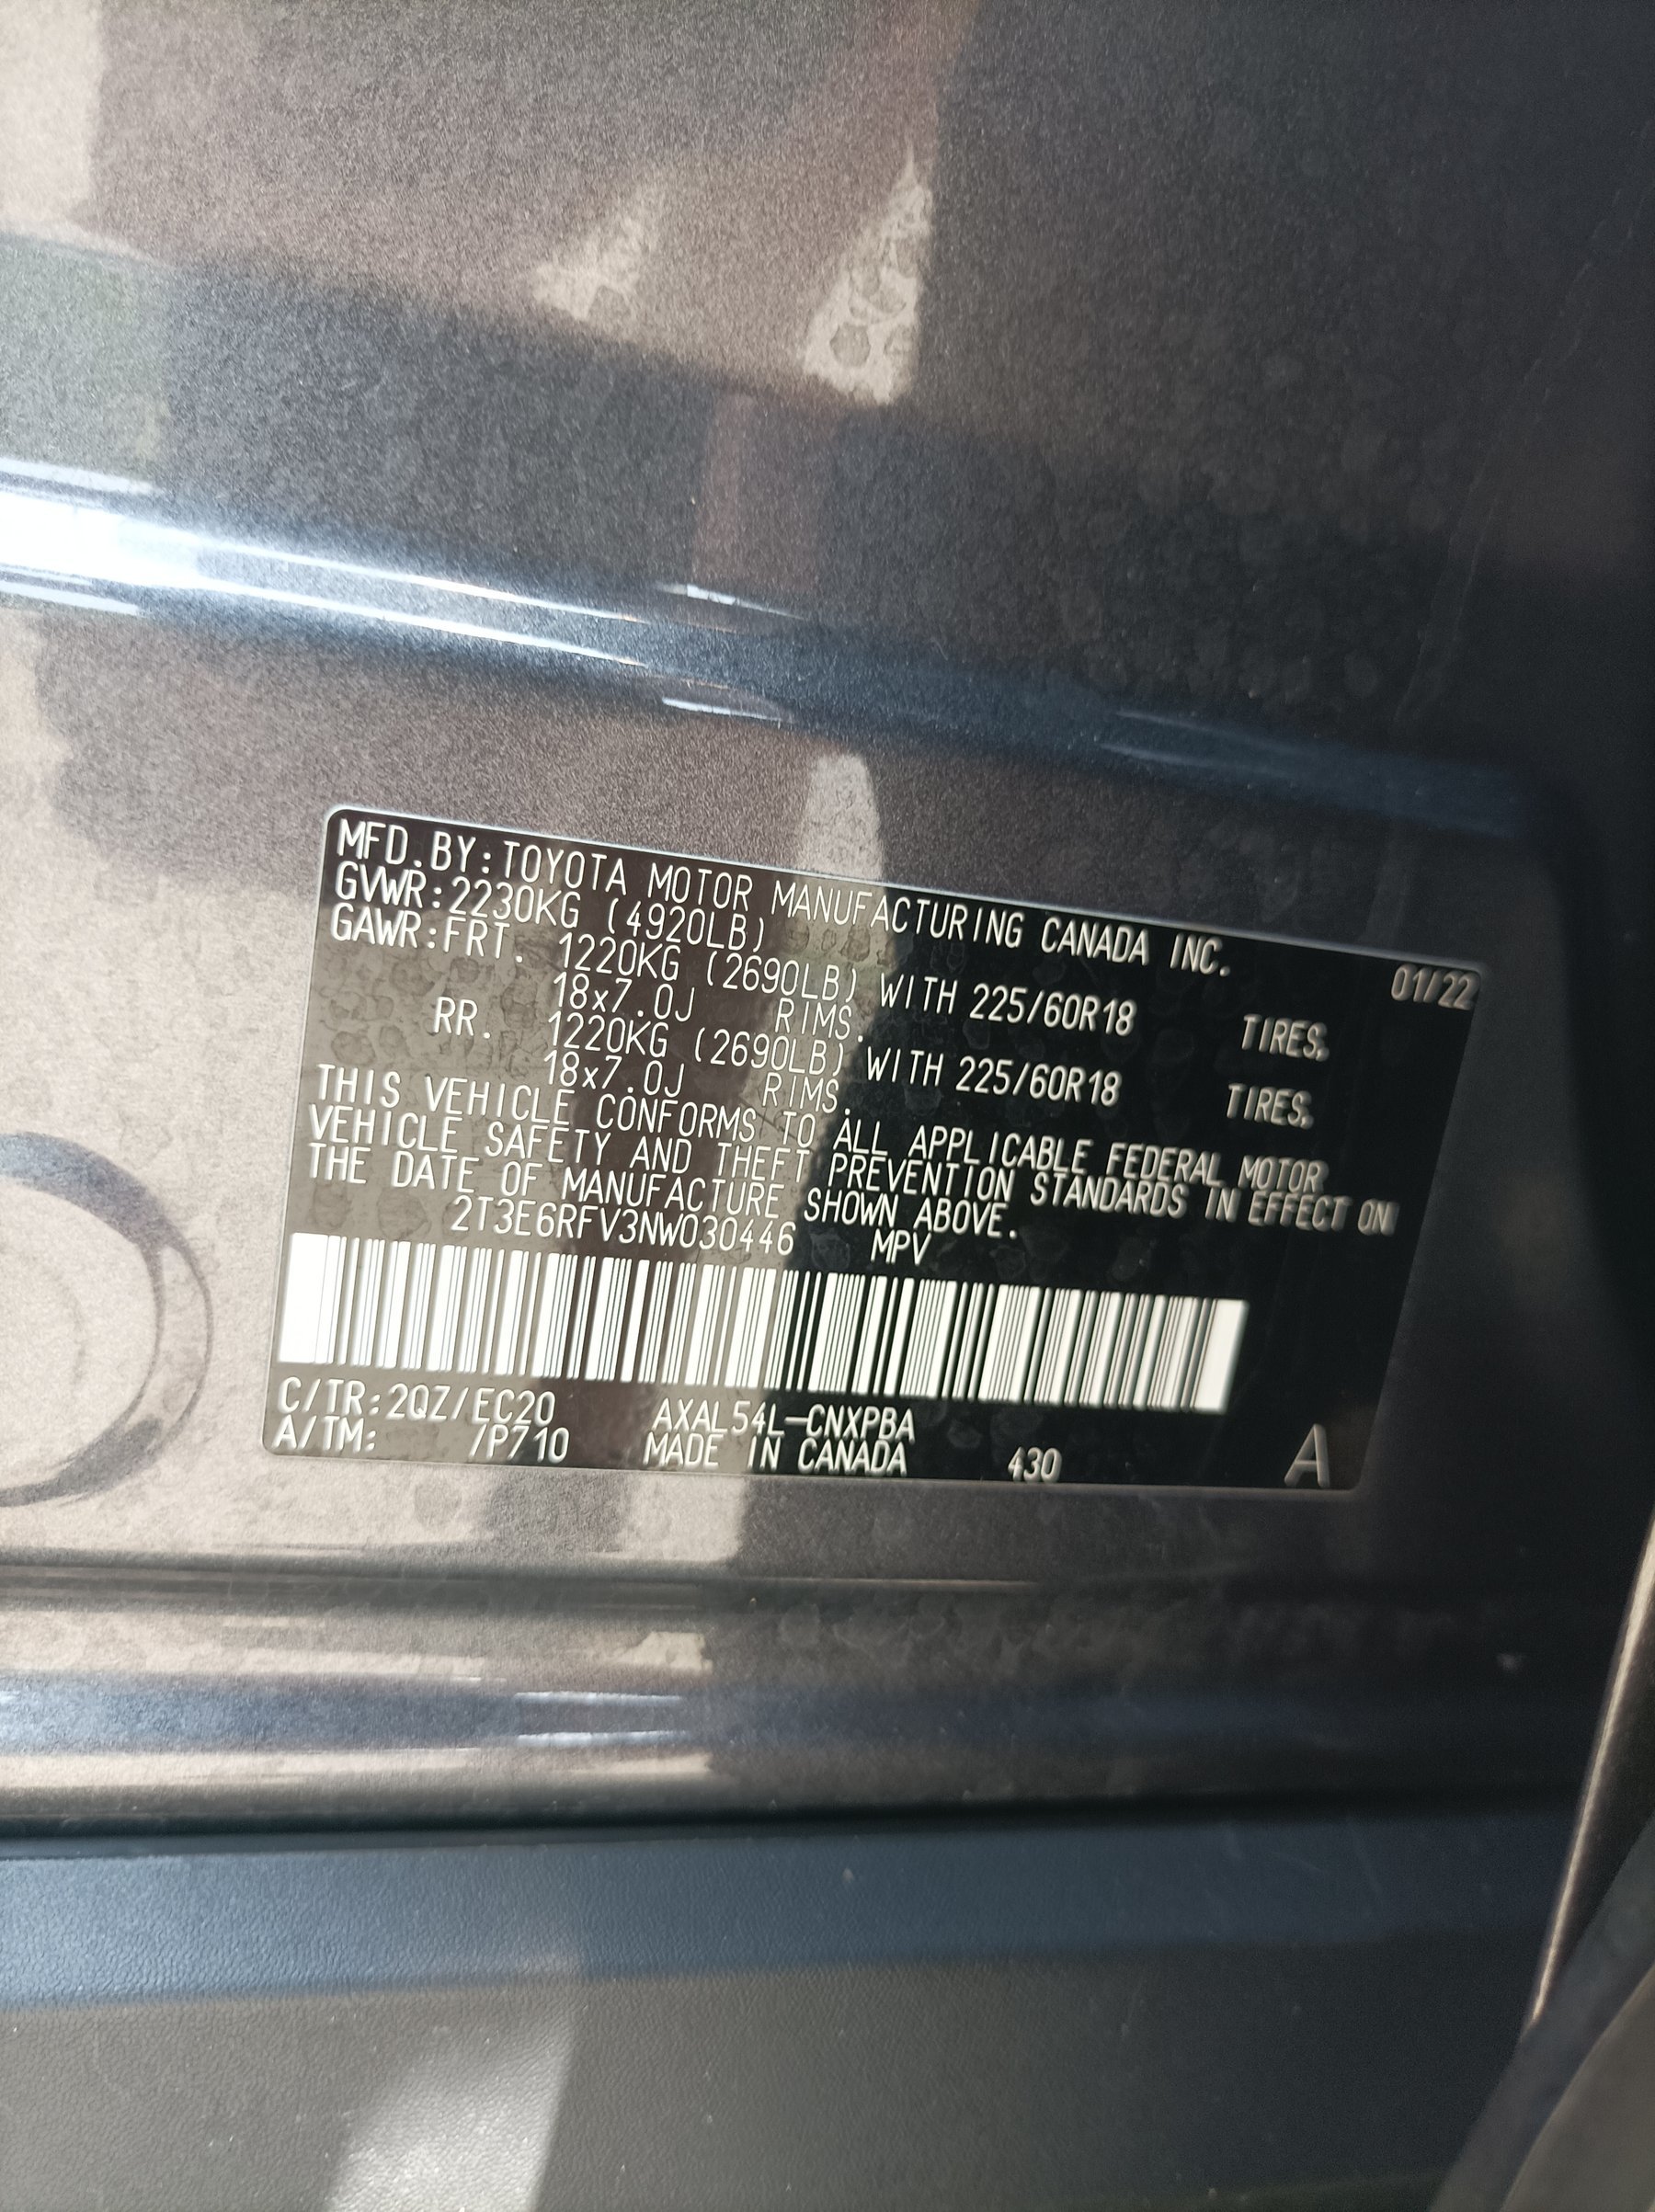 MFD.BY:TOYOTA MOTOR MANUFACTURING CANADA INC. 01/22
GVWR:2230KG (4920LB)
GAWR:FRT. 1220KG (2690LB) WITH 225/60R18 TIRES,
18x7.0J RIMS.
RR. 1220KG (2690LB) WITH 225/60R18 TIRES,
18x7.0J RIMS.
THIS VEHICLE CONFORMS TO ALL APPLICABLE FEDERAL MOTOR
VEHICLE SAFETY AND THEFT PREVENTION STANDARDS IN EFFECT ON
THE DATE OF MANUFACTURE SHOWN ABOVE.
2T3E6RFV3NW030446 MPV
C/TR:2QZ/EC20 AXAL54L-CNXPBA
A/TM: /P710 MADE IN CANADA 430 A